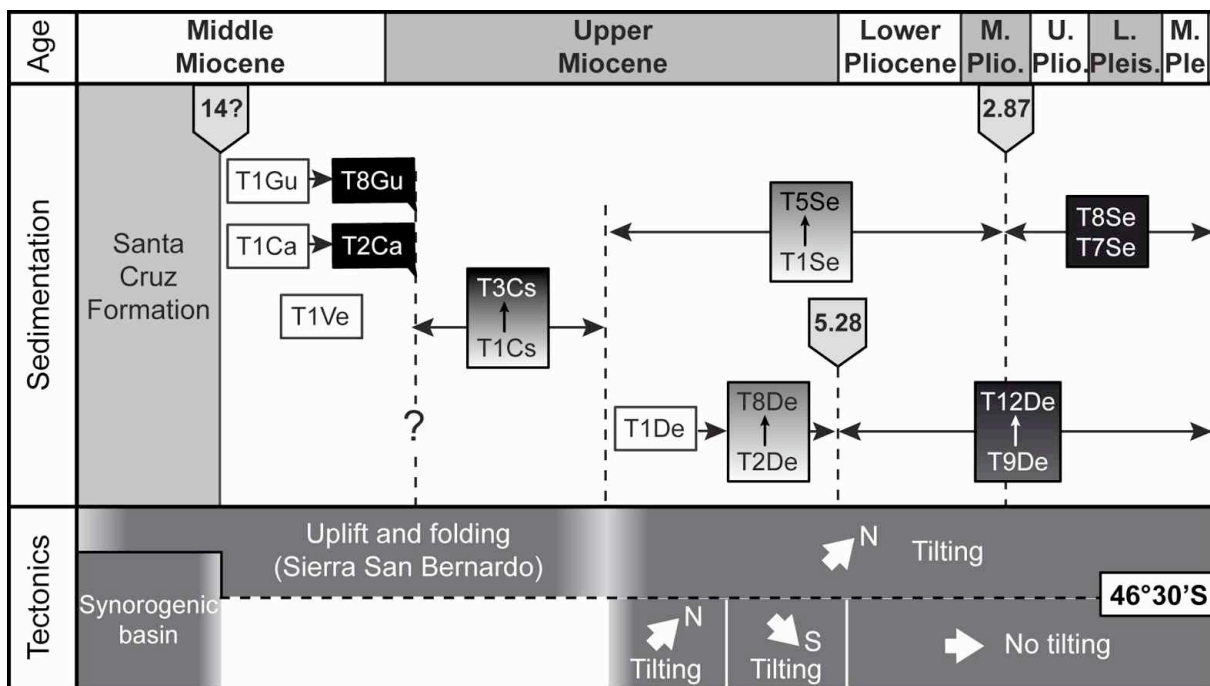 Age
Middle
Miocene
Upper
Miocene
Lower
Pliocene
M.
Plio.
U.
Plio.
L.
Pleis.
M.
Ple
Sedimentation
14?
2.87
Santa
Cruz
Formation
T1Gu
T8Gu
T1Ca
T2Ca
T1Ve
T3Cs
T1Cs
?
T5Se
T1Se
T8Se
T7Se
5.28
T1De
T8De
T2De
T12De
T9De
Tectonics
Uplift and folding
(Sierra San Bernardo)
N
Tilting
46°30'S
Synorogenic
basin
N
Tilting
S
Tilting
No tilting